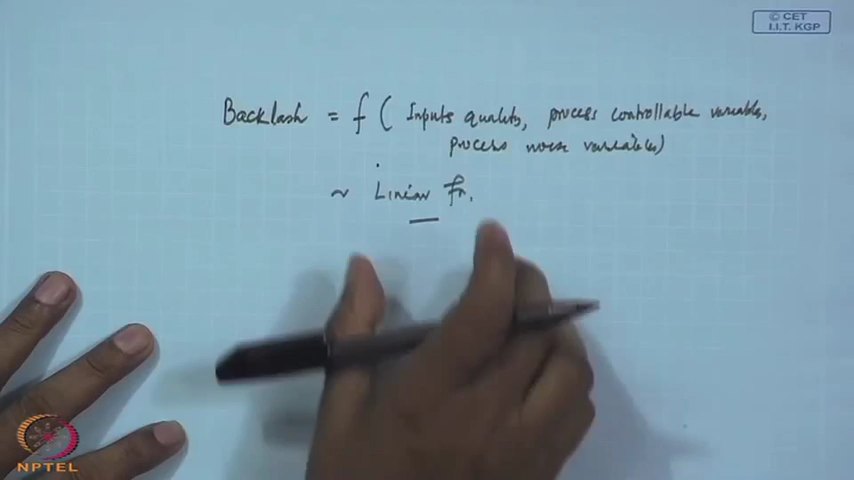 © CET
I.I.T. KGP
Backlash = f ( Inputs quality, process controllable variables,
process noise variables)
~ Linear fn.
NPTEL